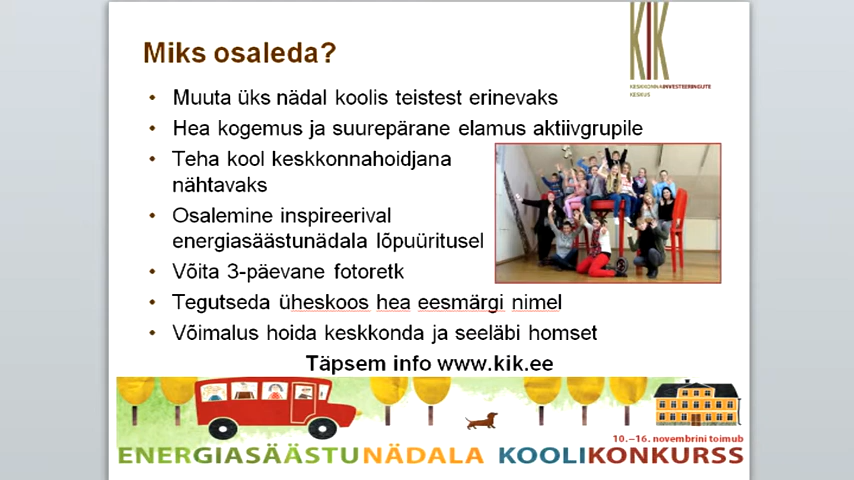 Miks osaleda?
KIK
KESKKONNAINVESTEERINGUTE
KESKUS
• Muuta üks nädal koolis teistest erinevaks
• Hea kogemus ja suurepärane elamus aktiivgrupile
• Teha kool keskkonnahoidjana
nähtavaks
• Osalemine inspireerival
energiasäästunädala lõpuüritusel
• Võita 3-päevane fotoretk
• Tegutseda üheskoos hea eesmärgi nimel
• Võimalus hoida keskkonda ja seeläbi homset
Täpsem info www.kik.ee
10.–16. novembrini toimub
ENERGIASÄÄSTUNÄDALA KOOLIKONKURSS